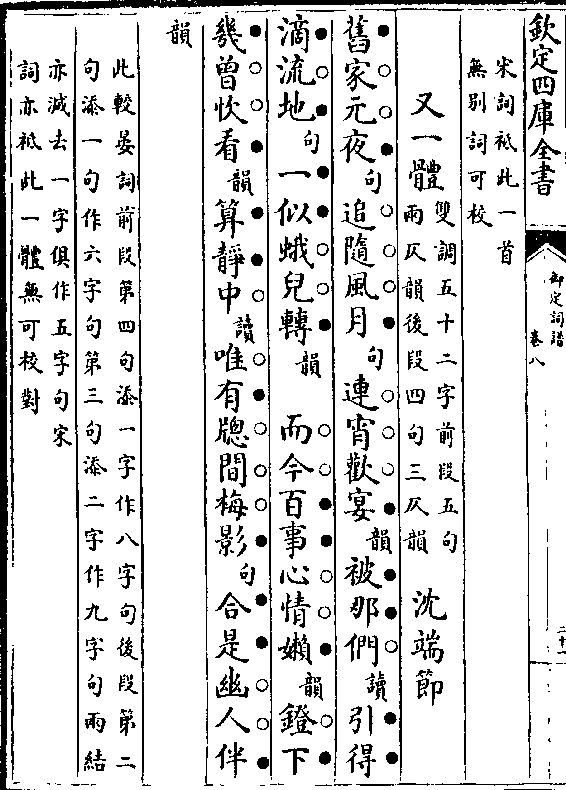 欽定四庫全書
御定詞譜
卷八
二十一
宋詞祗此一首
無别詞可校
又一體
雙調五十二字前段五句
兩仄韻後段四句三仄韻
沈端節
舊家元夜句追隨風月句連宵歡宴韻被那們讀引得
滴流地句一似蛾兒轉韻 而今百事心情嬾韻鐙下
幾曾忺看韻算靜中讀唯有牕間梅影句合是幽人伴
韻
此較晏詞前段第四句添一字作八字句後段第二
句添一句作六字句第三句添二字作九字句兩結
亦減去一字俱作五字句宋
詞亦祗此一體無可校對